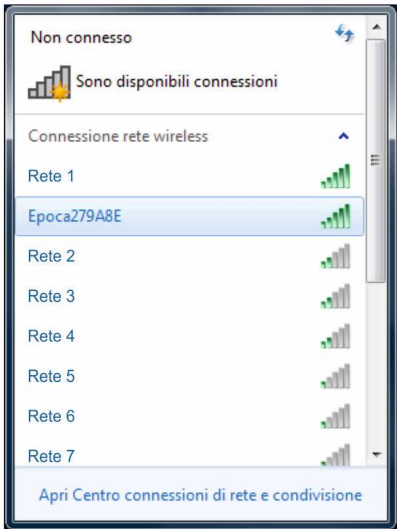 Non connesso
Sono disponibili connessioni
Connessione rete wireless
Rete 1
Epoca279A8E
Rete 2
Rete 3
Rete 4
Rete 5
Rete 6
Rete 7
Apri Centro connessioni di rete e condivisione